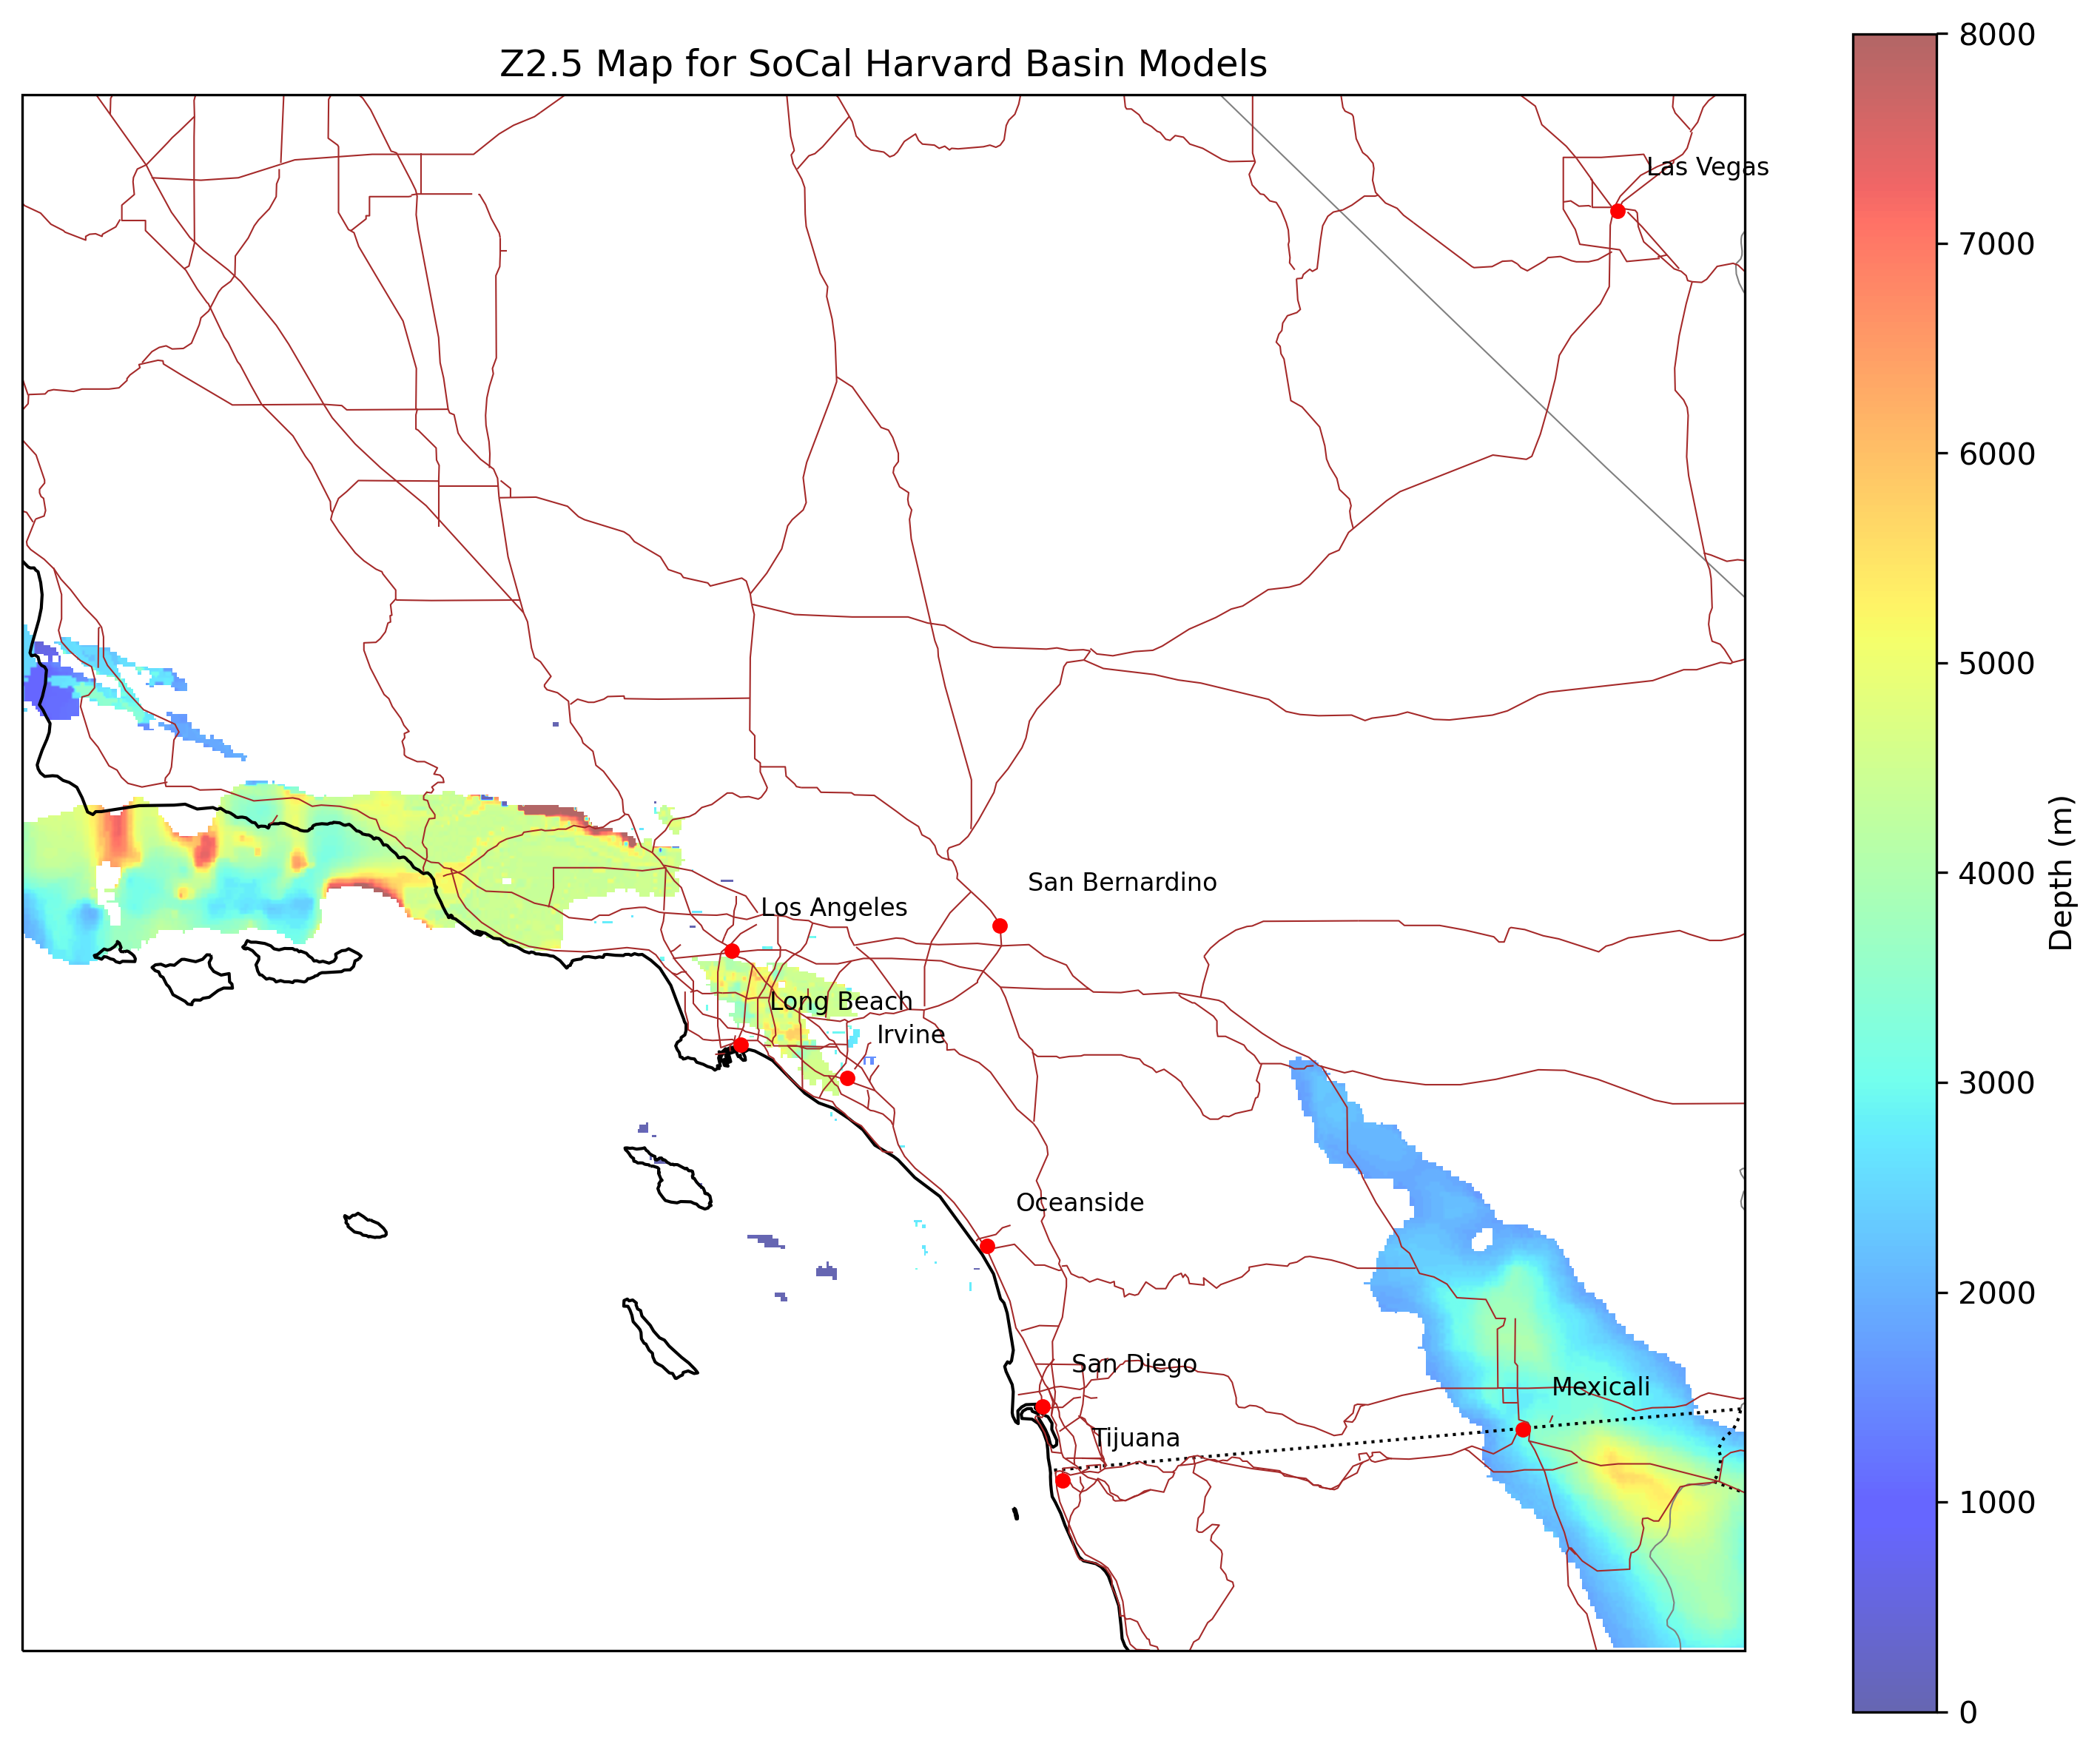 Z2.5 Map for SoCal Harvard Basin Models
Las Vegas
San Bernardino
Los Angeles
Long Beach
Irvine
Oceanside
San Diego
Mexicali
Tijuana
8000
7000
6000
5000
4000
3000
2000
1000
0
Depth (m)